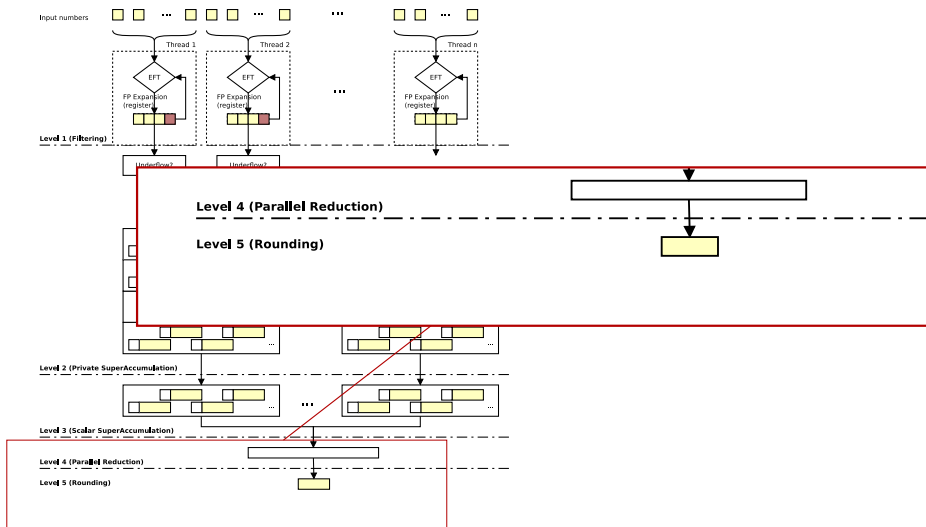 Input numbers
...
...
...
...
Thread 1
Thread 2
Thread n
EFT
EFT
EFT
...
FP Expansion
(register)
FP Expansion
(register)
FP Expansion
(register)
Level 1 (Filtering)
Underflow?
Underflow?
Level 4 (Parallel Reduction)
Level 5 (Rounding)
...
...
Level 2 (Private SuperAccumulation)
...
...
...
Level 3 (Scalar SuperAccumulation)
Level 4 (Parallel Reduction)
Level 5 (Rounding)